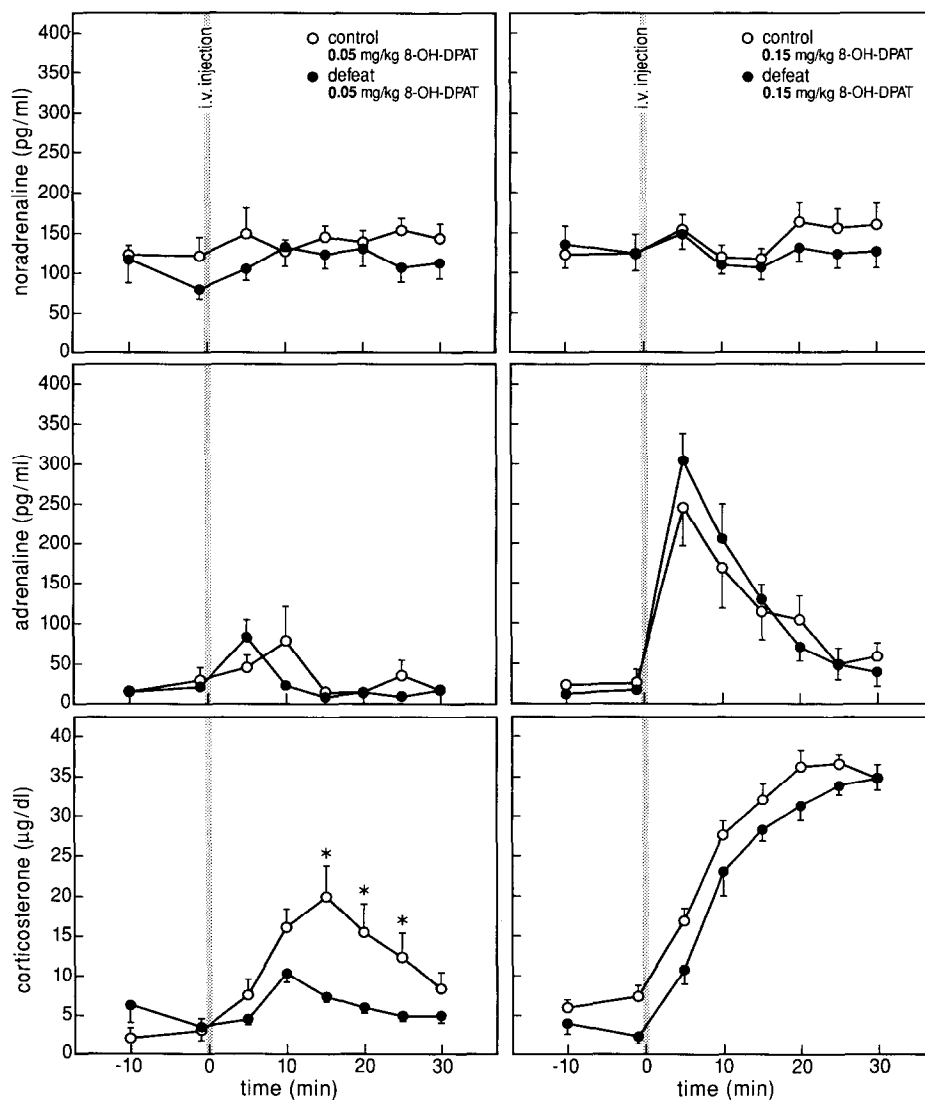 i.v. injection
control
0.05 mg/kg 8-OH-DPAT
defeat
0.05 mg/kg 8-OH-DPAT
noradrenaline (pg/ml)
400
350
300
250
200
150
100
50
0
i.v. injection
control
0.15 mg/kg 8-OH-DPAT
defeat
0.15 mg/kg 8-OH-DPAT
adrenaline (pg/ml)
400
350
300
250
200
150
100
50
0
corticosterone (µg/dl)
40
35
30
25
20
15
10
5
0
* * *
-10 0 10 20 30
time (min)
-10 0 10 20 30
time (min)